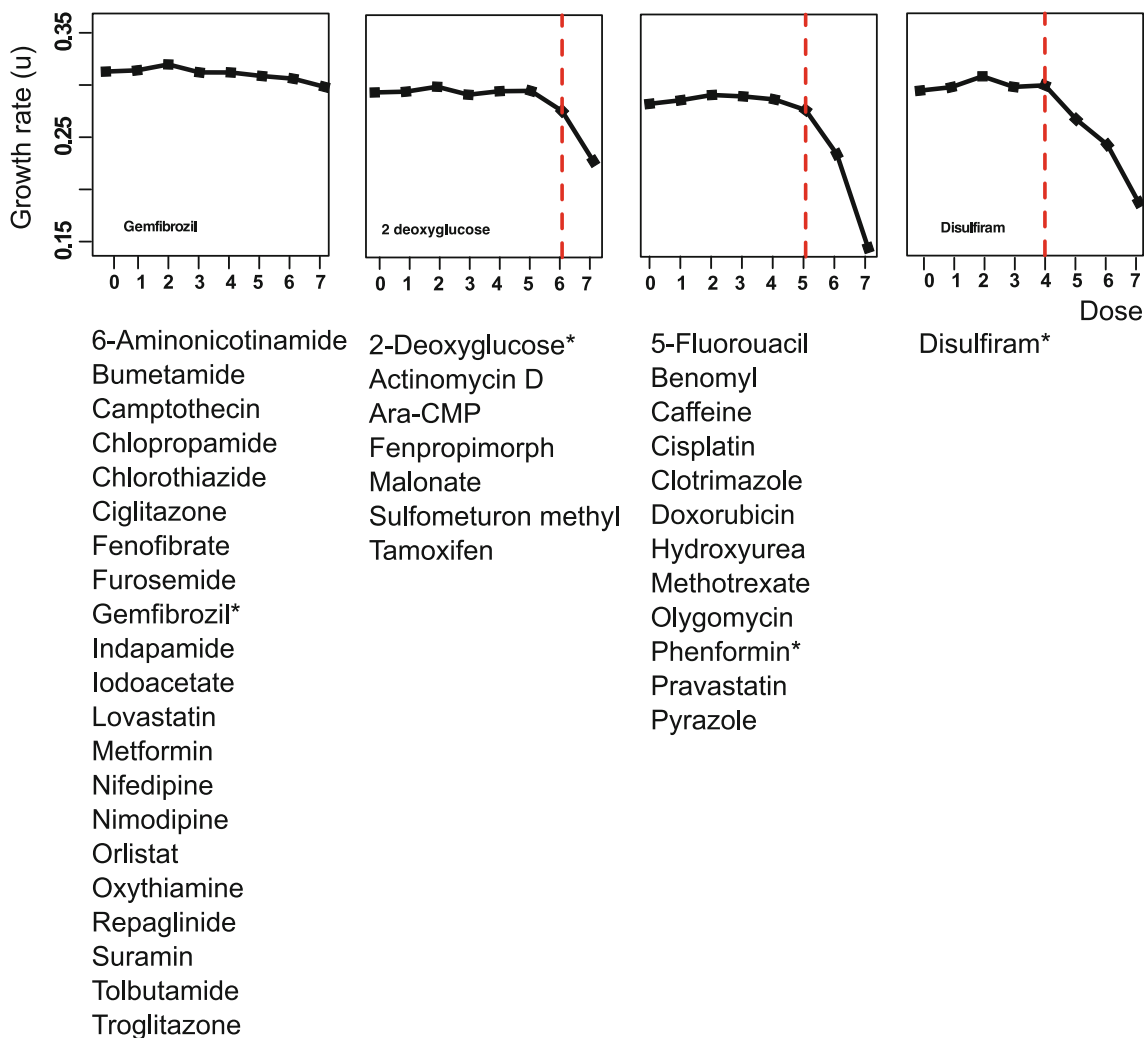 Growth rate (u)
0.35
0.25
0.15
Gemfibrozil
0 1 2 3 4 5 6 7
2 deoxyglucose
0 1 2 3 4 5 6 7
0 1 2 3 4 5 6 7
Disulfiram
0 1 2 3 4 5 6 7
Dose
6-Aminonicotinamide
Bumetamide
Camptothecin
Chlopropamide
Chlorothiazide
Ciglitazone
Fenofibrate
Furosemide
Gemfibrozil*
Indapamide
Iodoacetate
Lovastatin
Metformin
Nifedipine
Nimodipine
Orlistat
Oxythiamine
Repaglinide
Suramin
Tolbutamide
Troglitazone
2-Deoxyglucose*
Actinomycin D
Ara-CMP
Fenpropimorph
Malonate
Sulfometuron methyl
Tamoxifen
5-Fluorouacil
Benomyl
Caffeine
Cisplatin
Clotrimazole
Doxorubicin
Hydroxyurea
Methotrexate
Olygomycin
Phenformin*
Pravastatin
Pyrazole
Disulfiram*